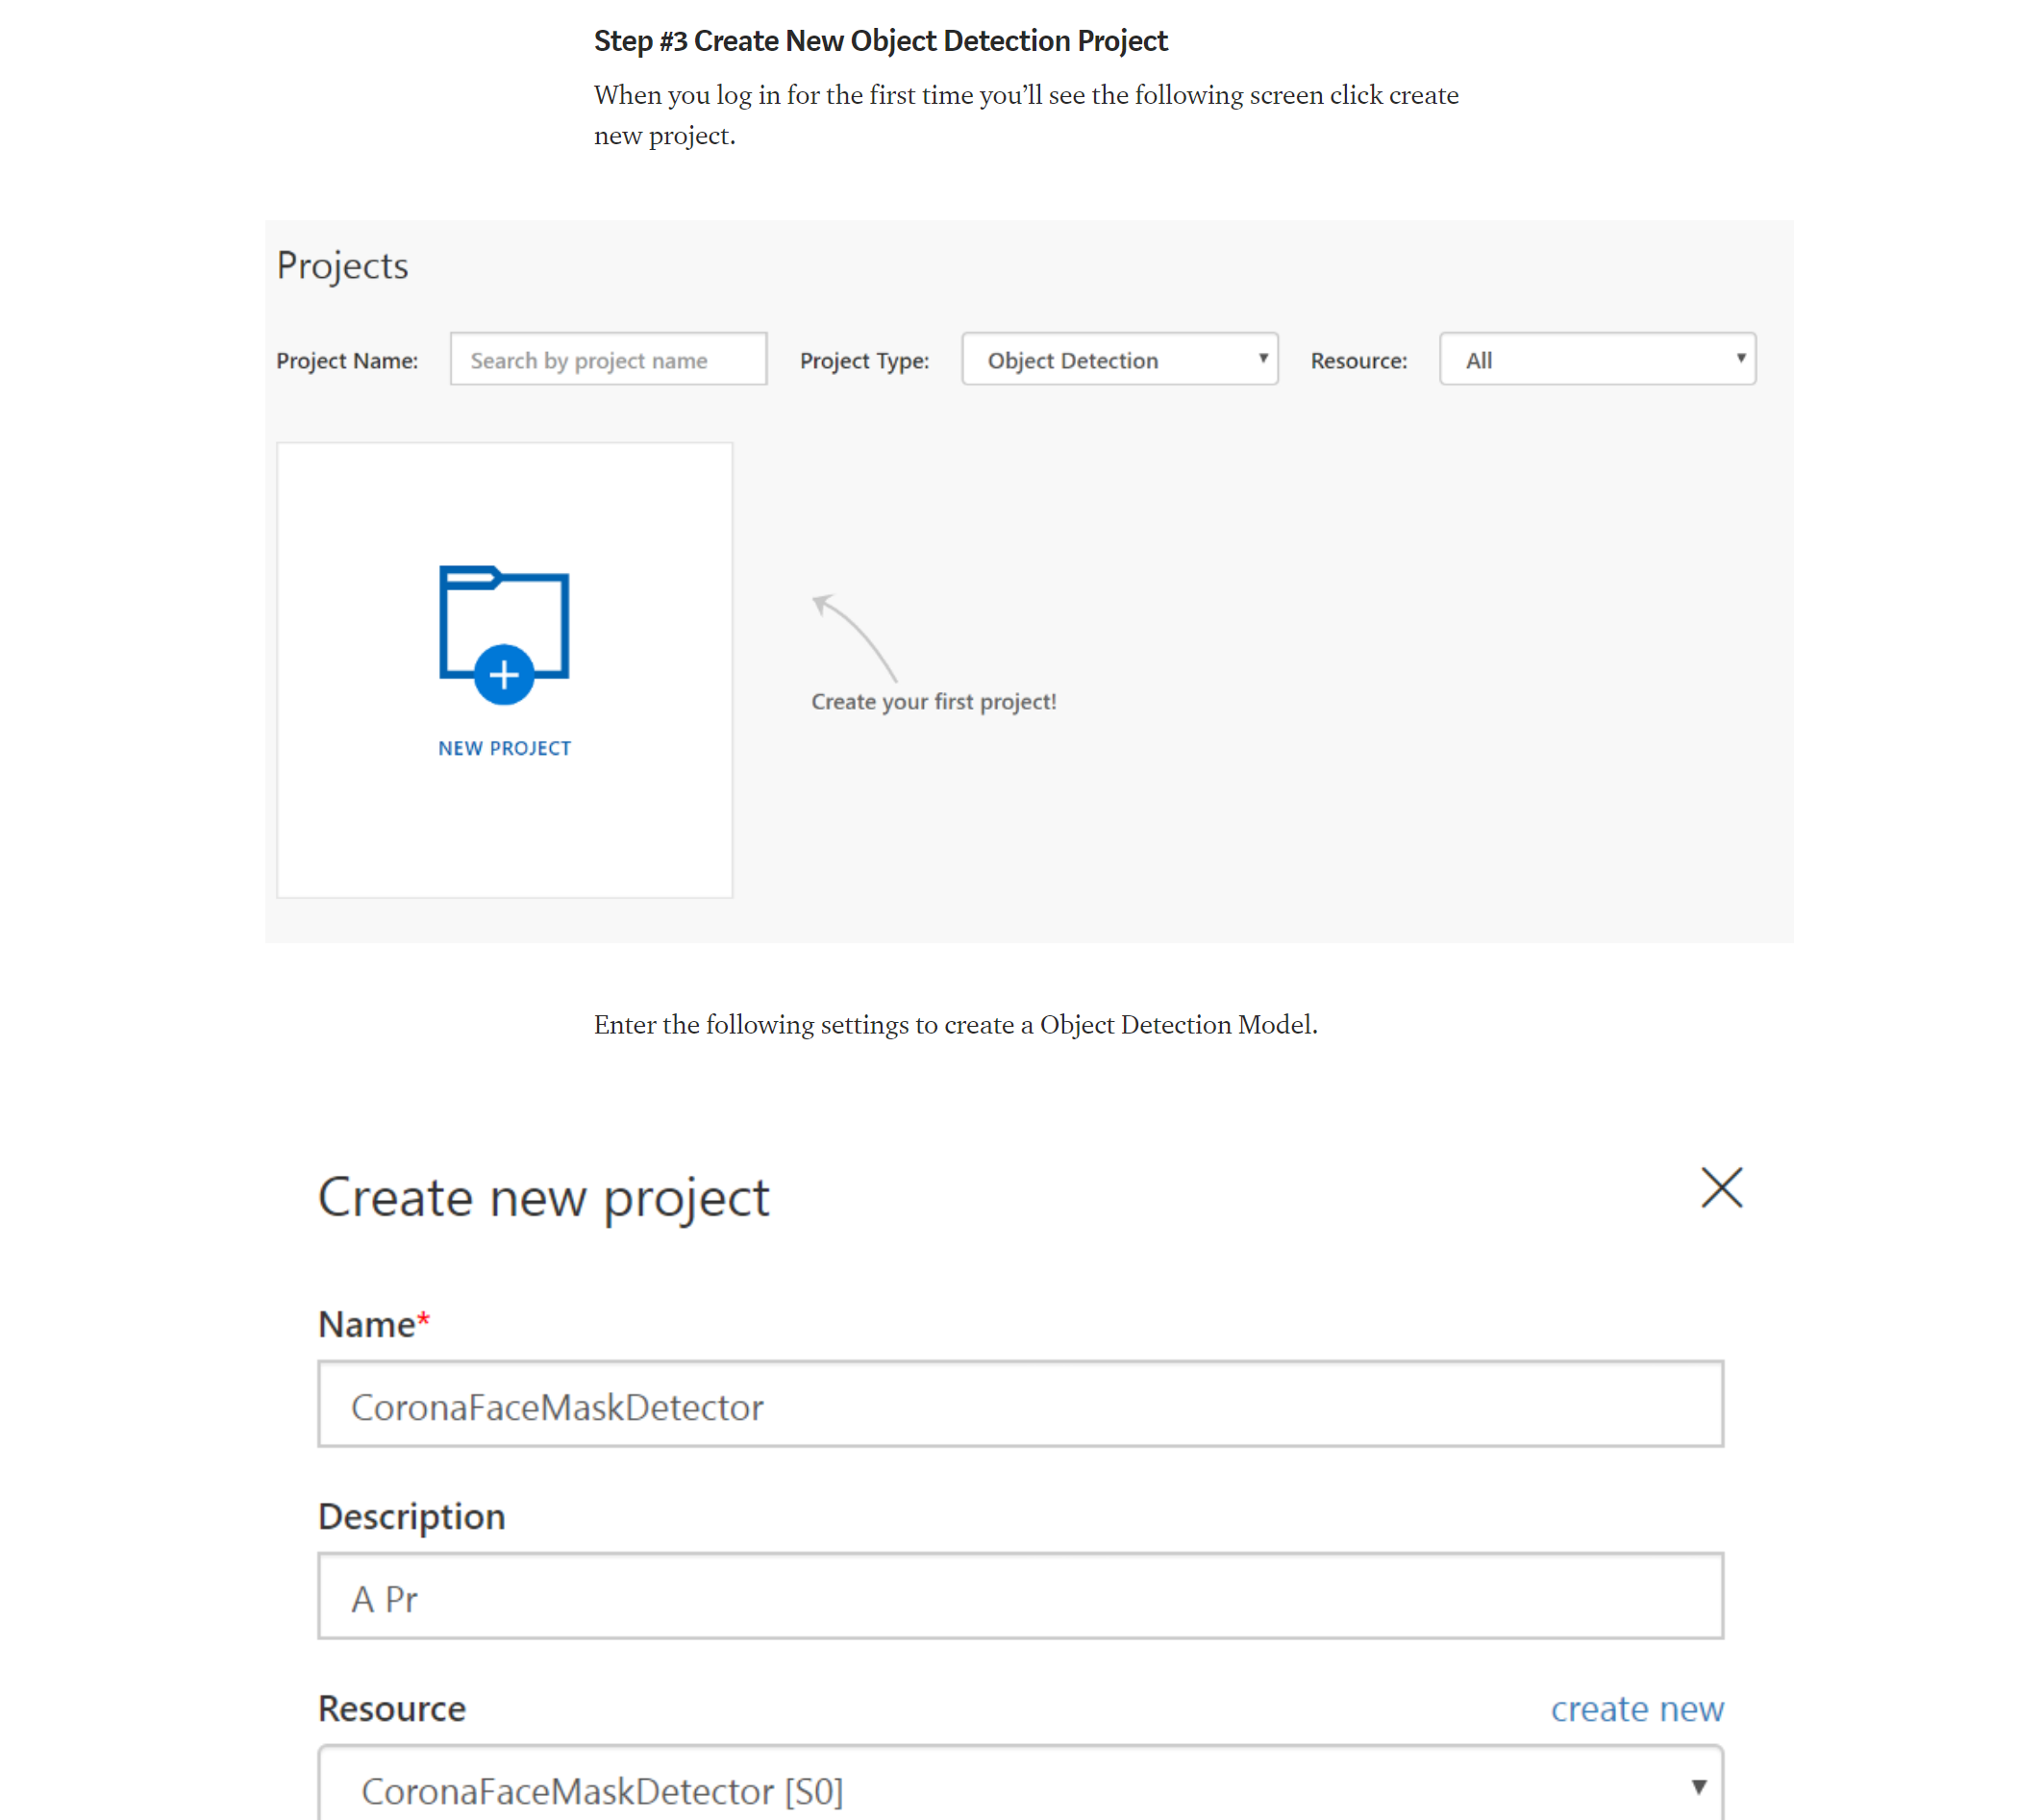 Step #3 Create New Object Detection Project
When you log in for the first time you’ll see the following screen click create
new project.
Projects
Project Name: Search by project name Project Type: Object Detection Resource: All
NEW PROJECT
Create your first project!
Enter the following settings to create a Object Detection Model.
Create new project
Name*
CoronaFaceMaskDetector
Description
A Pr
Resource create new
CoronaFaceMaskDetector [S0]